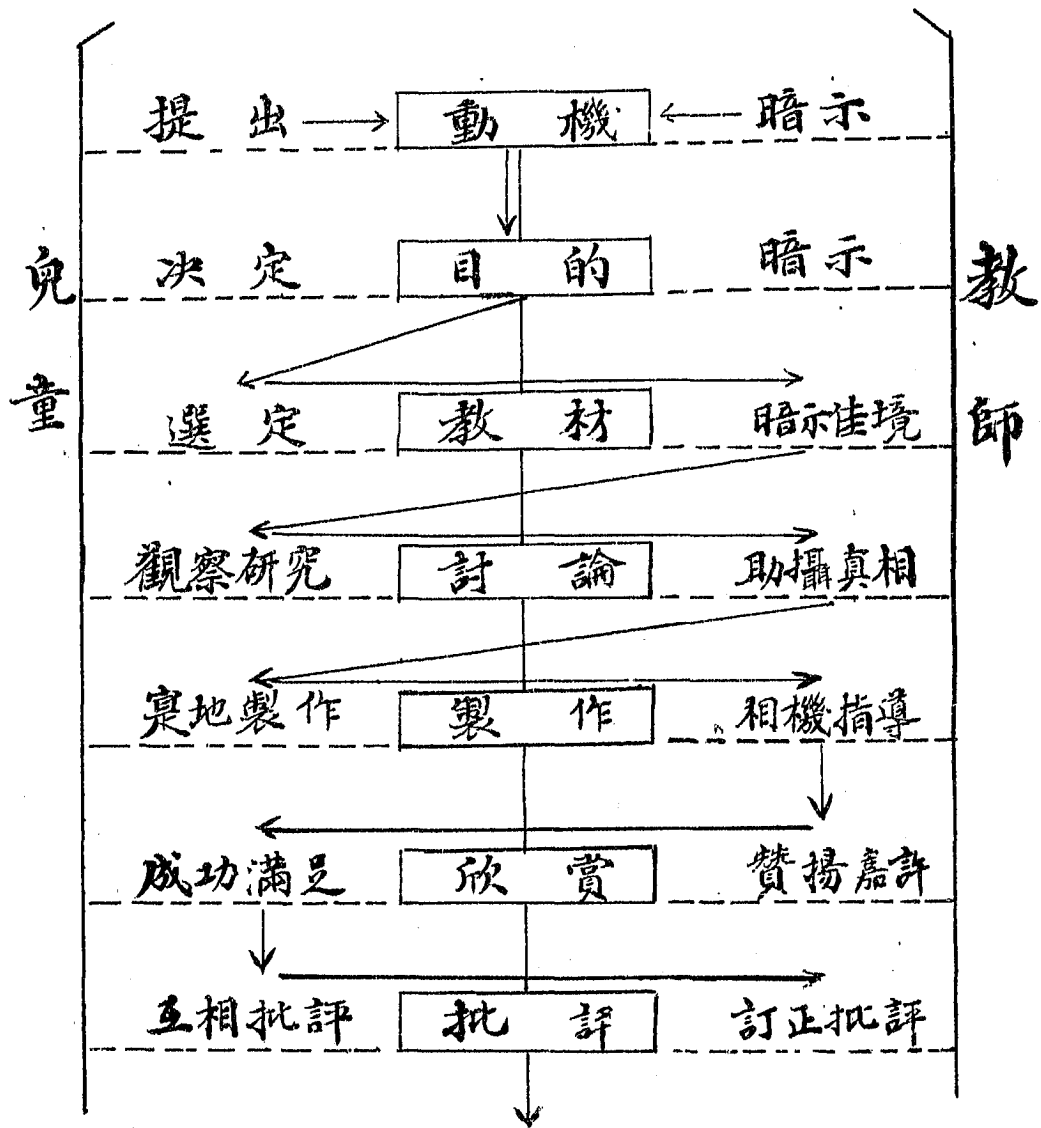 提出 動機 暗示
決定 目的 暗示
選定 教材 暗示佳境
觀察研究 討論 助攝真相
實地製作 製作 相機指導
成功滿足 欣賞 贊揚嘉許
互相批評 批評 訂正批評
兒童
教師